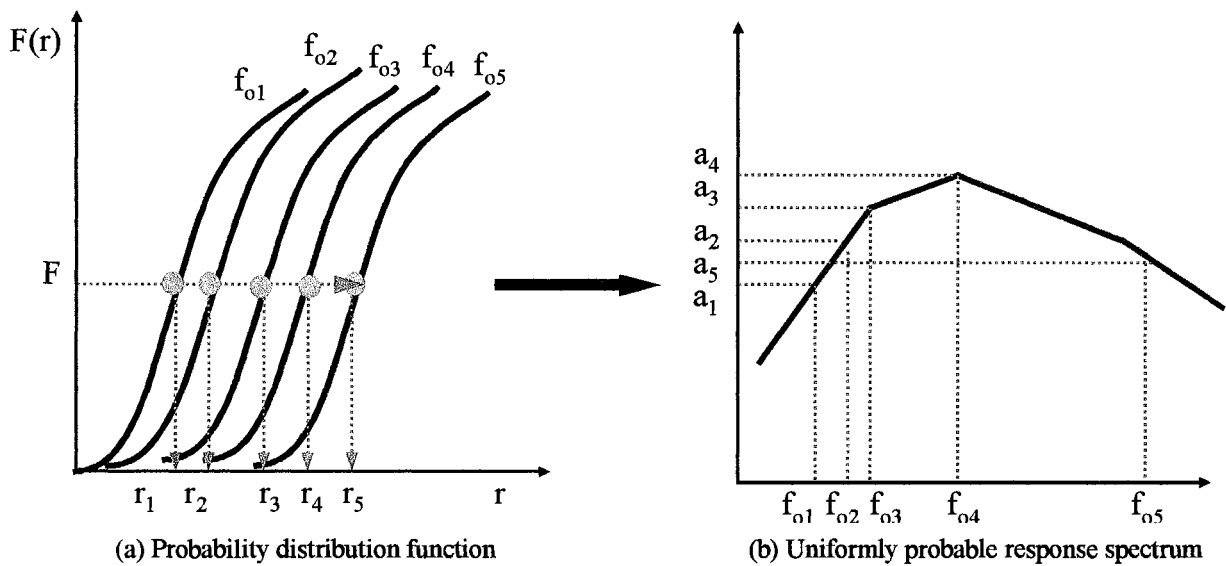 F(r)
f_o1
f_o2
f_o3
f_o4
f_o5
F
r_1 r_2 r_3 r_4 r_5 r
(a) Probability distribution function
a_4
a_3
a_2
a_5
a_1
f_o1 f_o2 f_o3 f_o4 f_o5
(b) Uniformly probable response spectrum